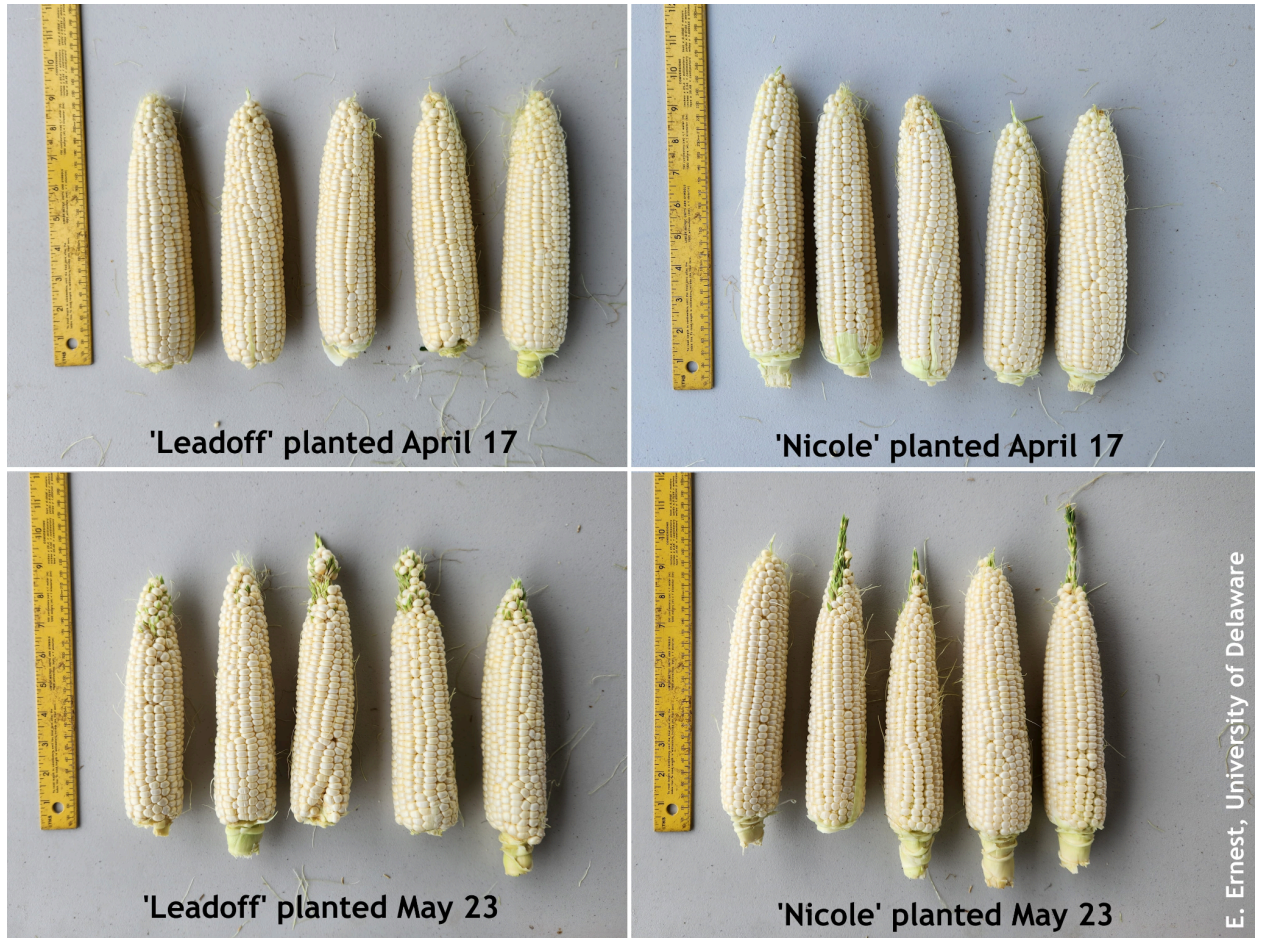 'Leadoff' planted April 17
'Nicole' planted April 17
'Leadoff' planted May 23
'Nicole' planted May 23
E. Ernest, University of Delaware